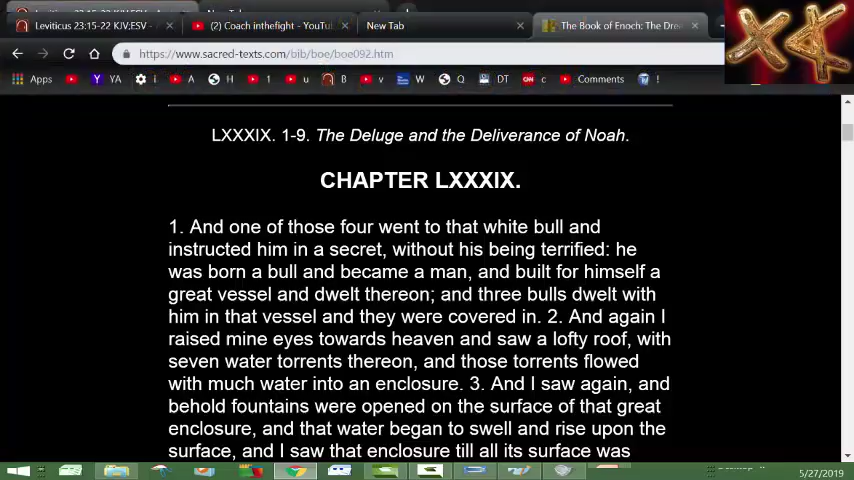 Leviticus 23:15-22 KJV;ESV -
(2) Coach inthefight - YouTu
New Tab
The Book of Enoch: The Dre
https://www.sacred-texts.com/bib/boe/boe092.htm
Apps YA i A H 1 u B v W Q DT c Comments !
LXXXIX. 1-9. The Deluge and the Deliverance of Noah.
CHAPTER LXXXIX.
1. And one of those four went to that white bull and
instructed him in a secret, without his being terrified: he
was born a bull and became a man, and built for himself a
great vessel and dwelt thereon; and three bulls dwelt with
him in that vessel and they were covered in. 2. And again I
raised mine eyes towards heaven and saw a lofty roof, with
seven water torrents thereon, and those torrents flowed
with much water into an enclosure. 3. And I saw again, and
behold fountains were opened on the surface of that great
enclosure, and that water began to swell and rise upon the
surface, and I saw that enclosure till all its surface was
5/27/2019